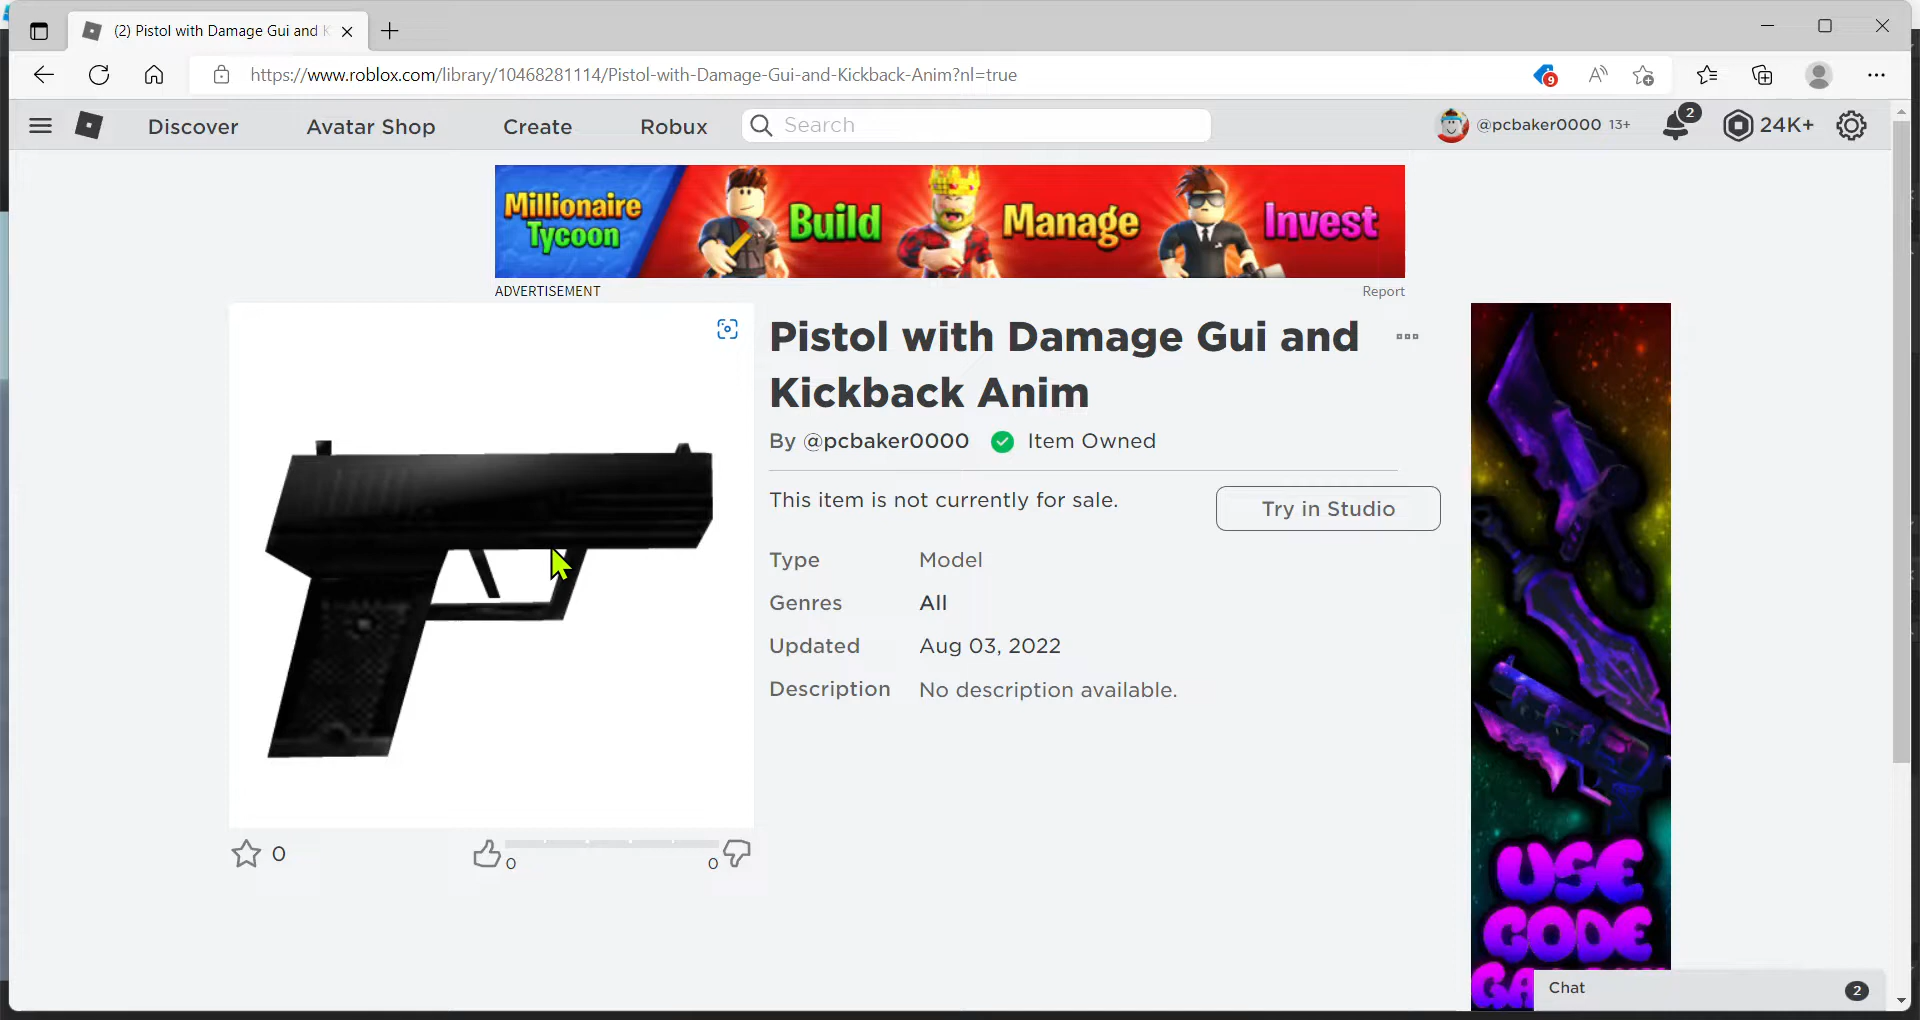 (2) Pistol with Damage Gui and K
https://www.roblox.com/library/10468281114/Pistol-with-Damage-Gui-and-Kickback-Anim?nl=true
9
Discover
Avatar Shop
Create
Robux
Search
@pcbaker0000 13+
2
24K+
Millionaire
Tycoon
Build
Manage
Invest
ADVERTISEMENT
Report
Pistol with Damage Gui and
Kickback Anim
By @pcbaker0000
Item Owned
This item is not currently for sale.
Try in Studio
Type
Model
Genres
All
Updated
Aug 03, 2022
Description
No description available.
0
0
0
USE
CODE
Chat
2